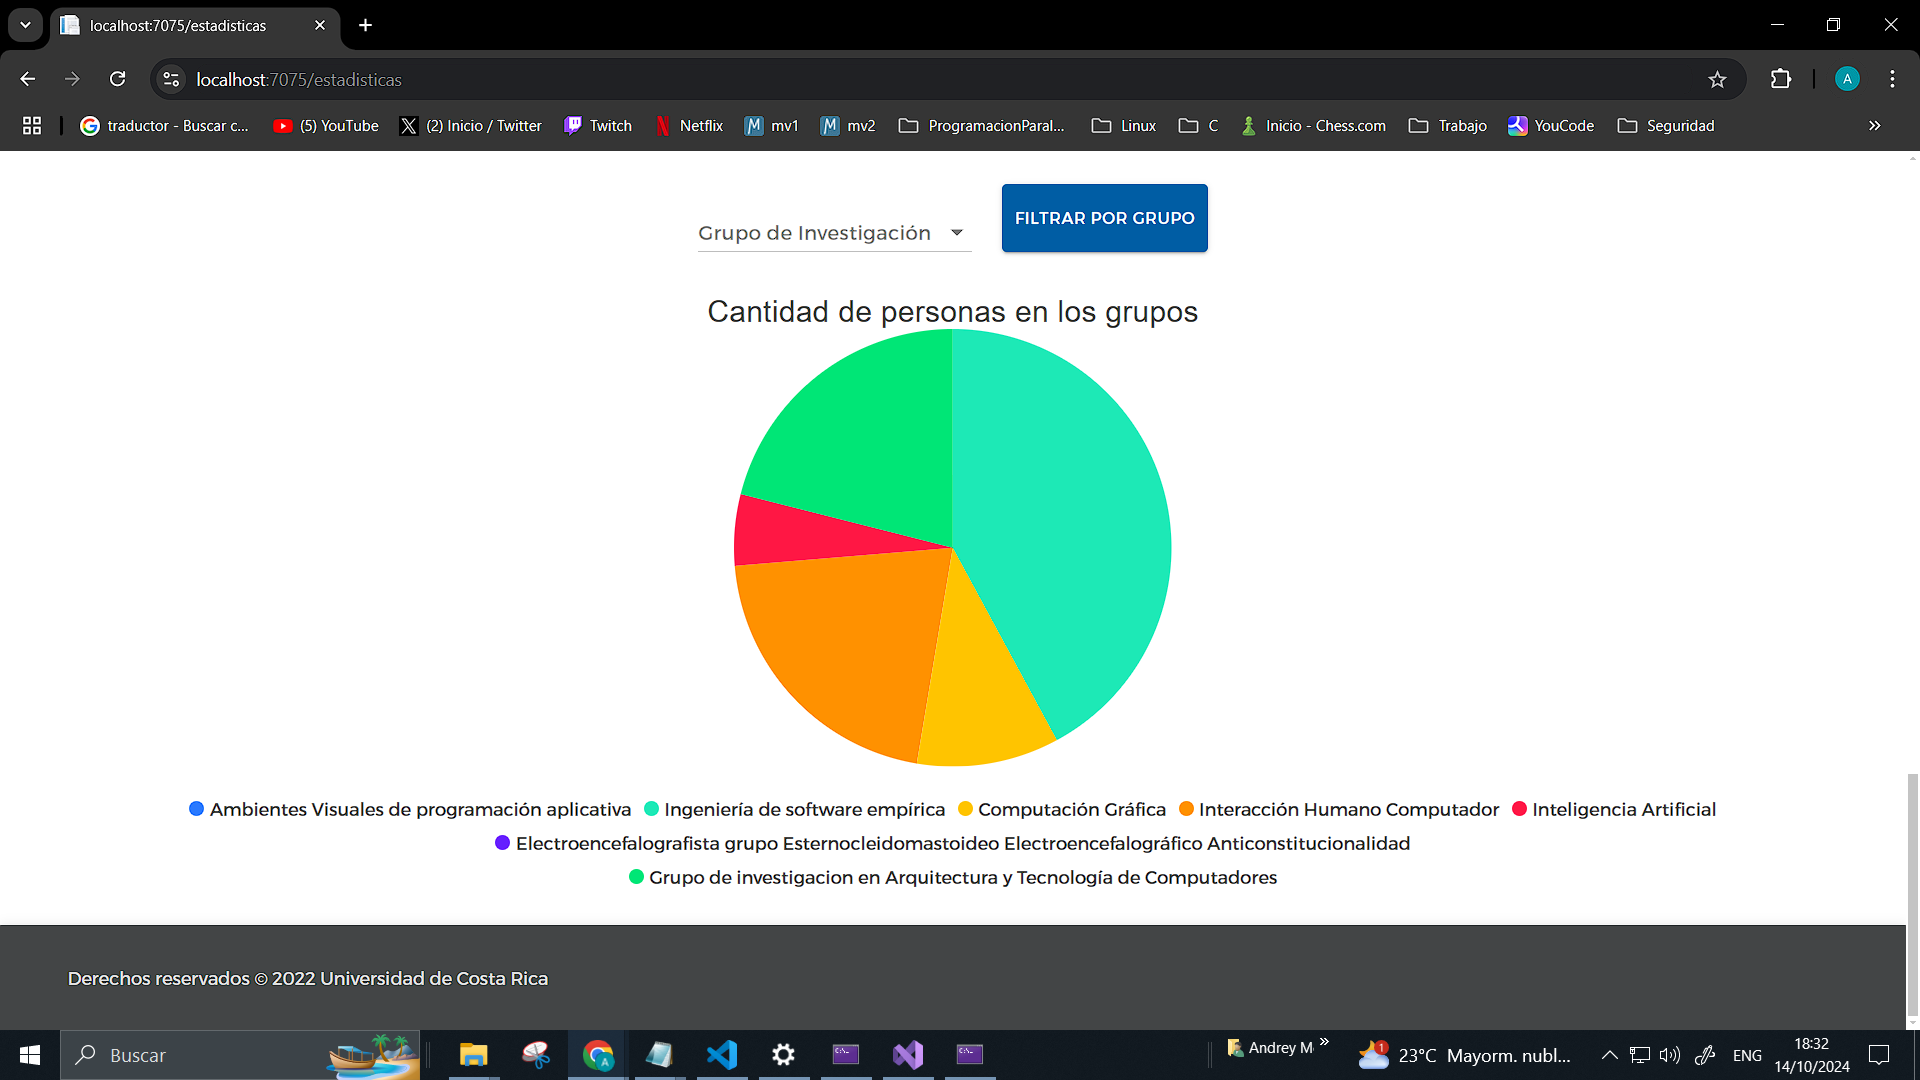 localhost:7075/estadisticas
localhost:7075/estadisticas
A
traductor - Buscar c...
(5) YouTube
(2) Inicio / Twitter
Twitch
Netflix
mv1
mv2
ProgramacionParal...
Linux
C
Inicio - Chess.com
Trabajo
YouCode
Seguridad
Grupo de Investigación
FILTRAR POR GRUPO
Cantidad de personas en los grupos
Ambientes Visuales de programación aplicativa
Ingeniería de software empírica
Computación Gráfica
Interacción Humano Computador
Inteligencia Artificial
Electroencefalografista grupo Esternocleidomastoideo Electroencefalográfico Anticonstitucionalidad
Grupo de investigacion en Arquitectura y Tecnología de Computadores
Derechos reservados © 2022 Universidad de Costa Rica
Buscar
Andrey M
1
23°C Mayorm. nubl...
ENG
18:32
14/10/2024